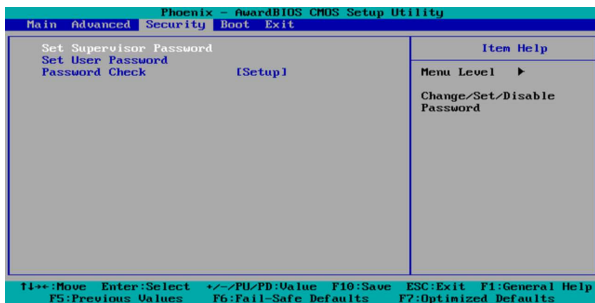 Phoenix - AwardBIOS CMOS Setup Utility
Main Advanced Security Boot Exit
Set Supervisor Password
Set User Password
Password Check [Setup]
Item Help
Menu Level ▶
Change/Set/Disable
Password
↑↓→←:Move Enter:Select +/-/PU/PD:Value F10:Save ESC:Exit F1:General Help
F5:Previous Values F6:Fail-Safe Defaults F7:Optimized Defaults